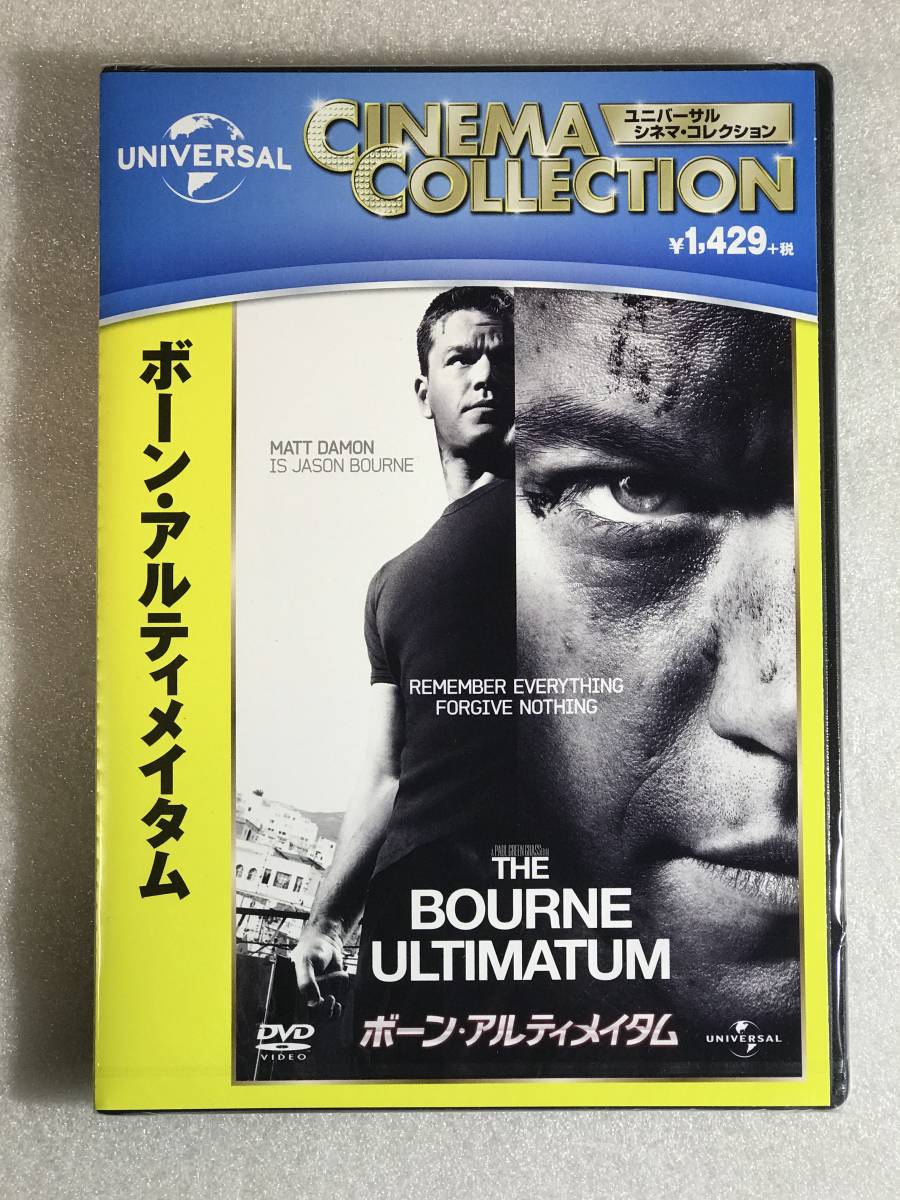 UNIVERSAL
CINEMA
COLLECTION
ユニバーサル
シネマ・コレクション
¥1,429+税
ボーン・アルティメイタム
MATT DAMON
IS JASON BOURNE
REMEMBER EVERYTHING
FORGIVE NOTHING
A PAUL GREENGRASS FILM
THE
BOURNE
ULTIMATUM
ボーン・アルティメイタム
DVD
VIDEO
UNIVERSAL